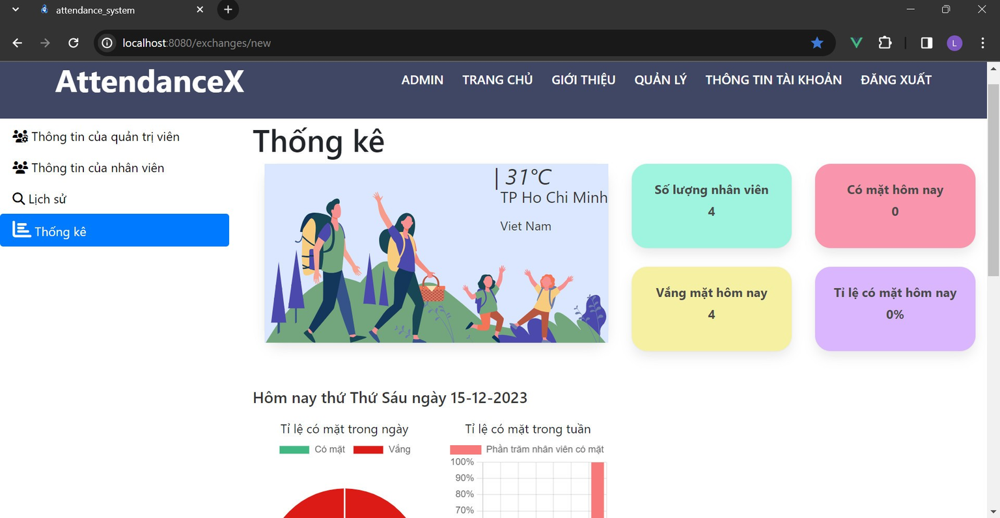 attendance_system
localhost:8080/exchanges/new
L
AttendanceX
ADMIN TRANG CHỦ GIỚI THIỆU QUẢN LÝ THÔNG TIN TÀI KHOẢN ĐĂNG XUẤT
Thông tin của quản trị viên
Thông tin của nhân viên
Lịch sử
Thống kê
Thống kê
| 31°C
TP Ho Chi Minh
Viet Nam
Số lượng nhân viên
4
Có mặt hôm nay
0
Vắng mặt hôm nay
4
Tỉ lệ có mặt hôm nay
0%
Hôm nay thứ Thứ Sáu ngày 15-12-2023
Tỉ lệ có mặt trong ngày
Có mặt Vắng
Tỉ lệ có mặt trong tuần
Phần trăm nhân viên có mặt
100%
90%
80%
70%